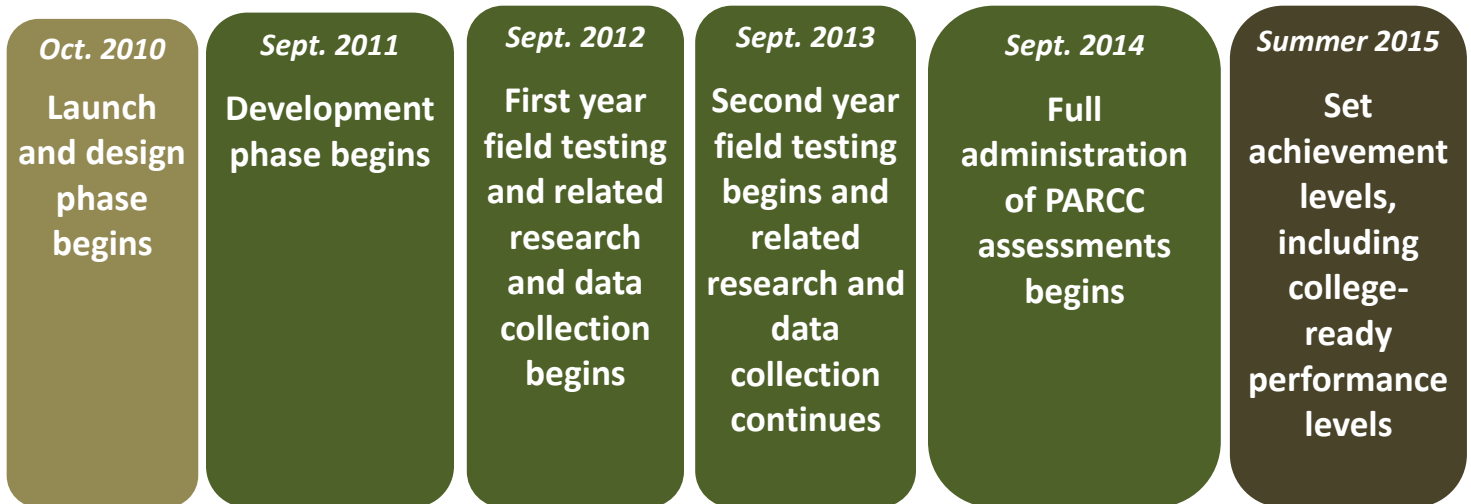 Oct. 2010
Launch
and design
phase
begins
Sept. 2011
Development
phase begins
Sept. 2012
First year
field testing
and related
research
and data
collection
begins
Sept. 2013
Second year
field testing
begins and
related
research and
data
collection
continues
Sept. 2014
Full
administration
of PARCC
assessments
begins
Summer 2015
Set
achievement
levels,
including
college-
ready
performance
levels